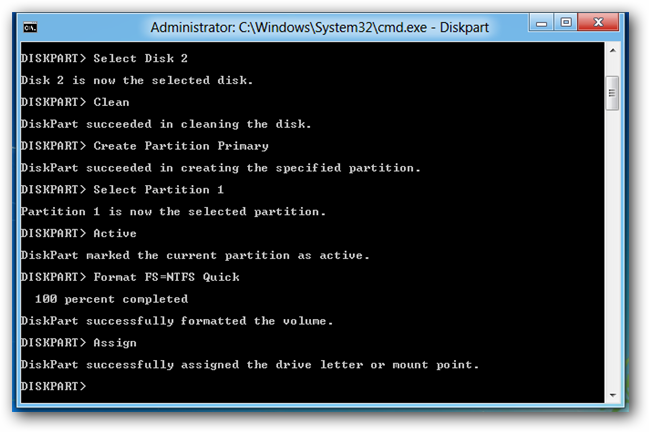 Administrator: C:\Windows\System32\cmd.exe - Diskpart
DISKPART> Select Disk 2
Disk 2 is now the selected disk.
DISKPART> Clean
DiskPart succeeded in cleaning the disk.
DISKPART> Create Partition Primary
DiskPart succeeded in creating the specified partition.
DISKPART> Select Partition 1
Partition 1 is now the selected partition.
DISKPART> Active
DiskPart marked the current partition as active.
DISKPART> Format FS=NTFS Quick
100 percent completed
DiskPart successfully formatted the volume.
DISKPART> Assign
DiskPart successfully assigned the drive letter or mount point.
DISKPART>